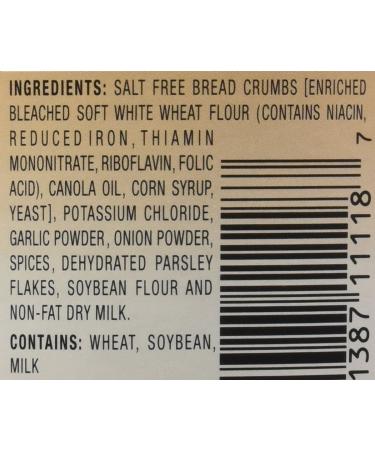 INGREDIENTS: SALT FREE BREAD CRUMBS [ENRICHED
BLEACHED SOFT WHITE WHEAT FLOUR (CONTAINS NIACIN,
REDUCED IRON, THIAMIN
MONONITRATE, RIBOFLAVIN, FOLIC
ACID), CANOLA OIL, CORN SYRUP,
YEAST], POTASSIUM CHLORIDE,
GARLIC POWDER, ONION POWDER,
SPICES, DEHYDRATED PARSLEY
FLAKES, SOYBEAN FLOUR AND
NON-FAT DRY MILK.
CONTAINS: WHEAT, SOYBEAN,
MILK
1387 11118 7